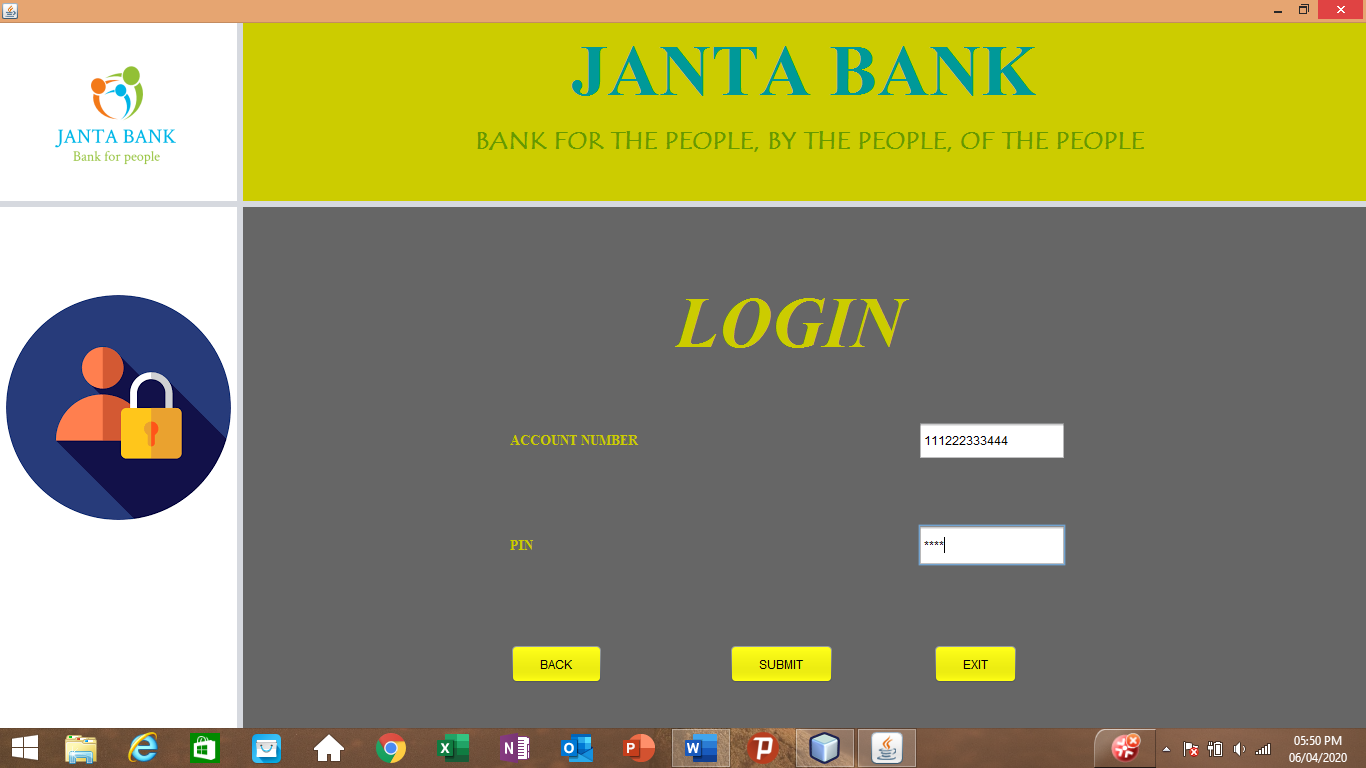 JANTA BANK
Bank for people
JANTA BANK
BANK FOR THE PEOPLE, BY THE PEOPLE, OF THE PEOPLE
LOGIN
ACCOUNT NUMBER
111222333444
PIN
****
BACK
SUBMIT
EXIT
05:50 PM
06/04/2020